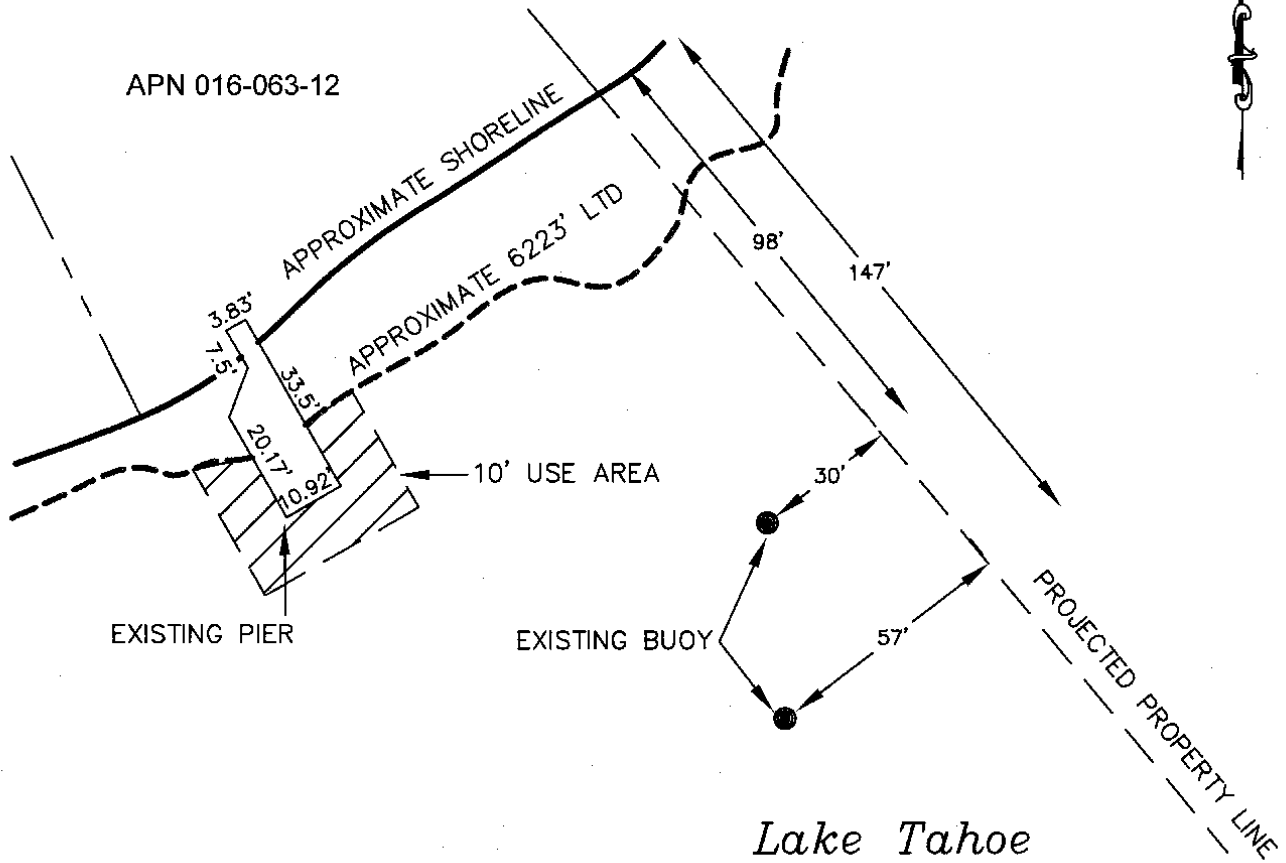 APN 016-063-12
APPROXIMATE SHORELINE
APPROXIMATE 6223' LTD
98'
147'
3.83'
7.5'
33.5'
20.17'
10.92'
10' USE AREA
30'
EXISTING PIER
EXISTING BUOY
57'
PROJECTED PROPERTY LINE
Lake Tahoe